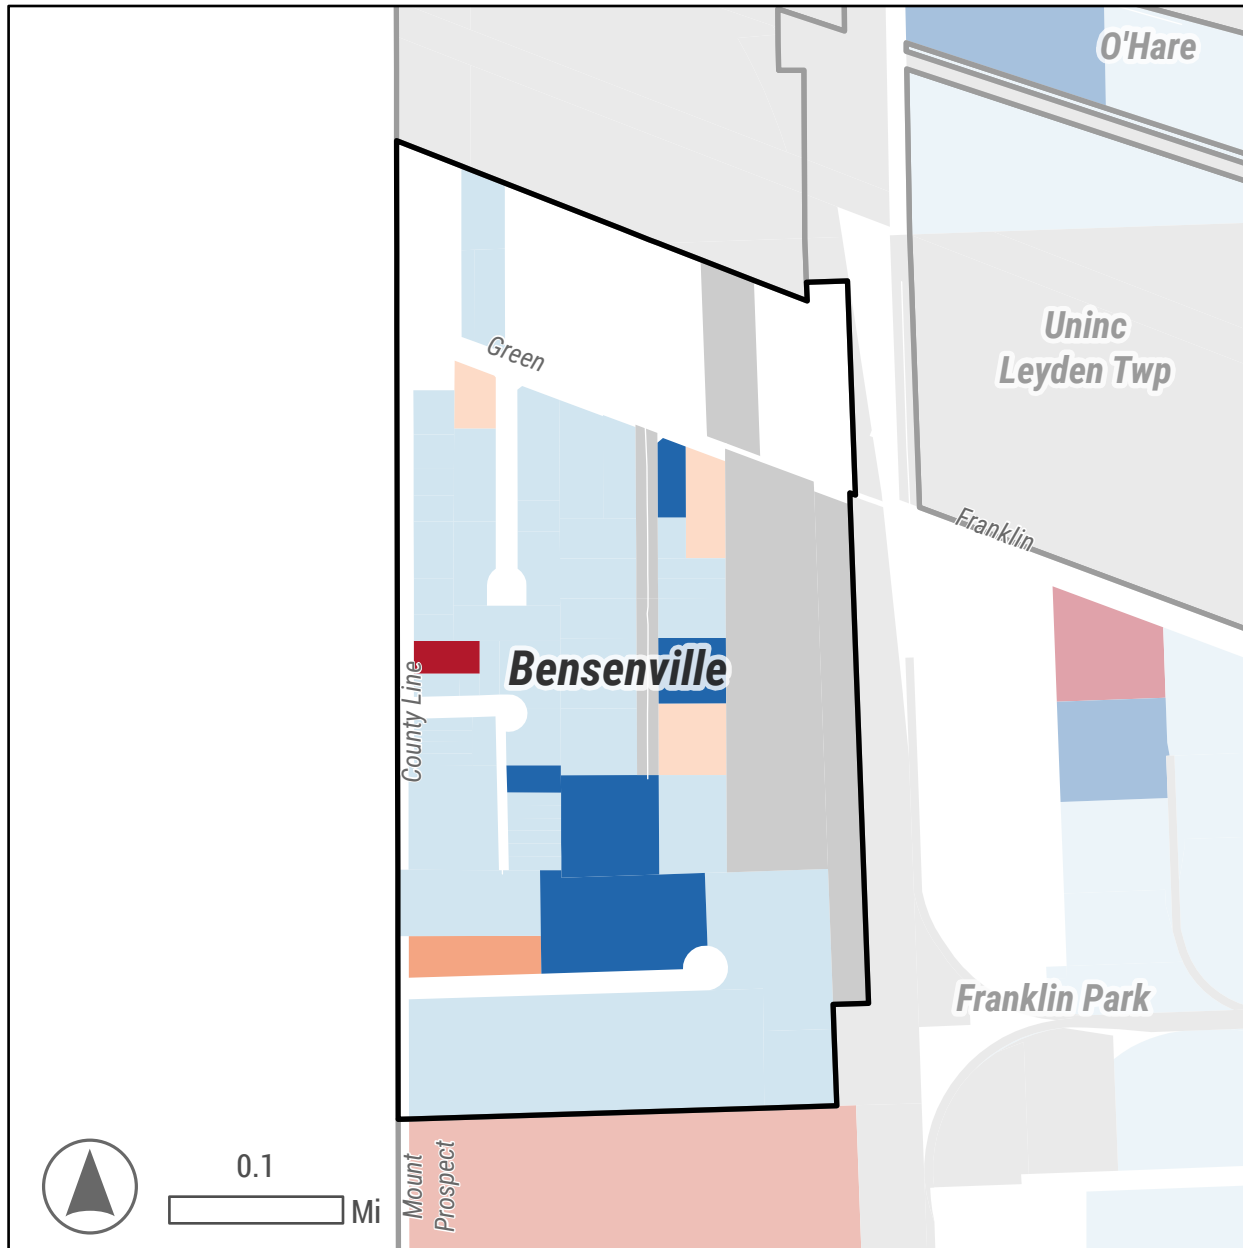 O'Hare
Uninc
Leyden Twp
Green
Franklin
Bensenville
County Line
Franklin Park
Mount
Prospect
0.1
Mi